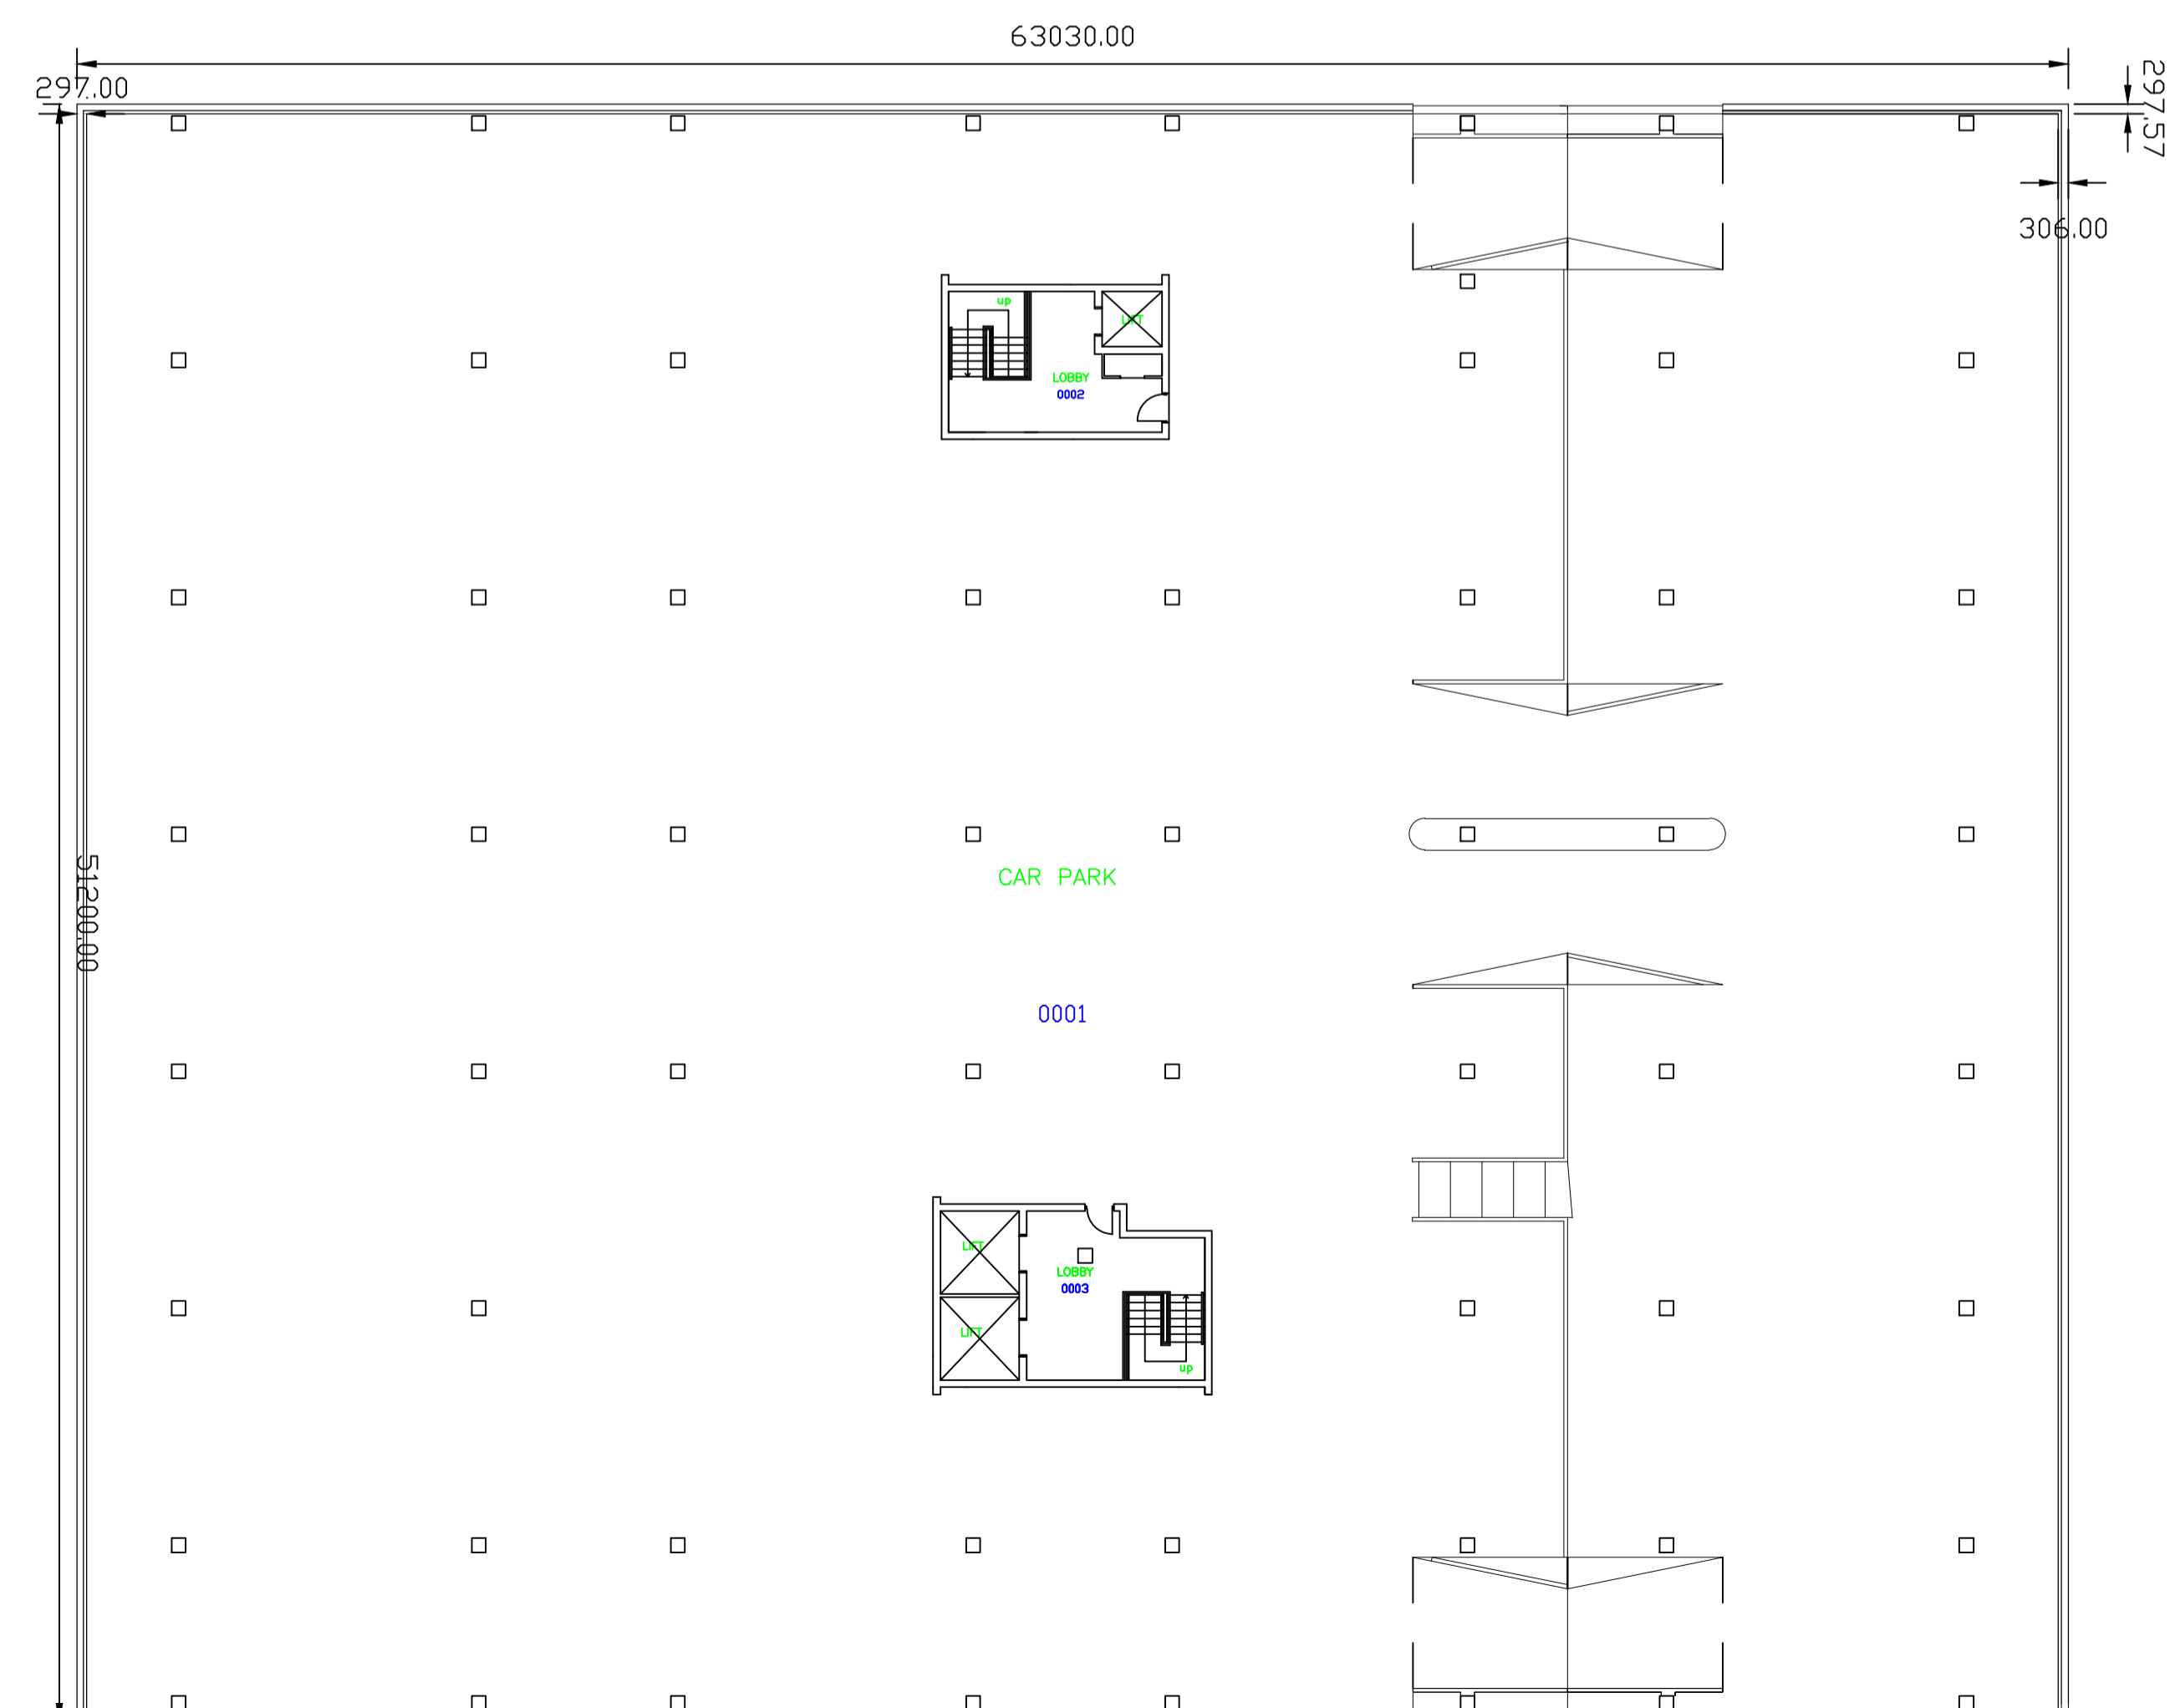 63030.00
297.00
297.57
306.00
up
LIFT
LOBBY
0002
51200.00
CAR PARK
0001
LIFT
LOBBY
0003
LIFT
up